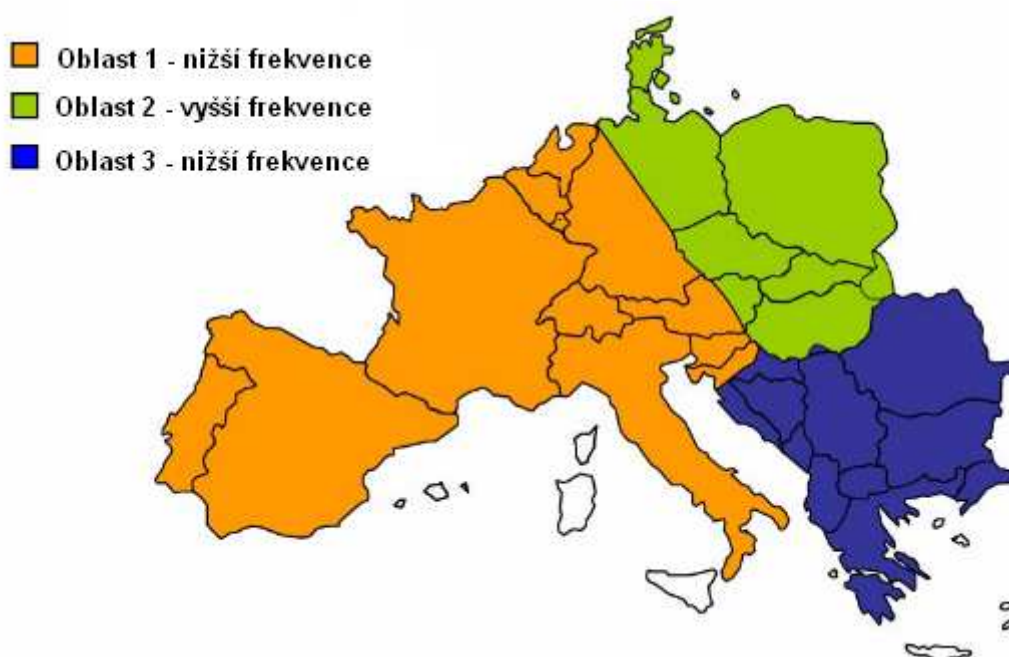 Oblast 1 - nižší frekvence
Oblast 2 - vyšší frekvence
Oblast 3 - nižší frekvence